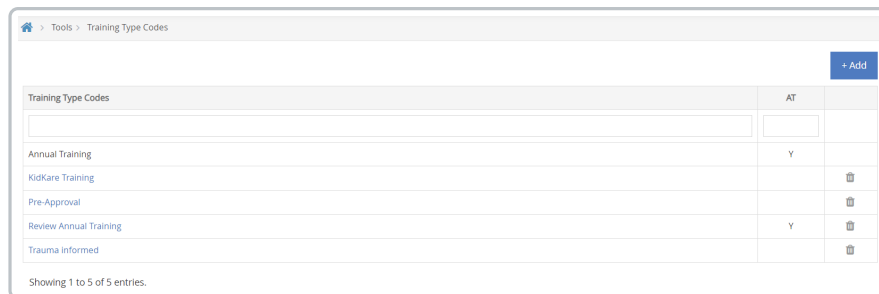 Tools > Training Type Codes
+ Add
Training Type Codes AT
Annual Training Y
KidKare Training
Pre-Approval
Review Annual Training Y
Trauma informed
Showing 1 to 5 of 5 entries.